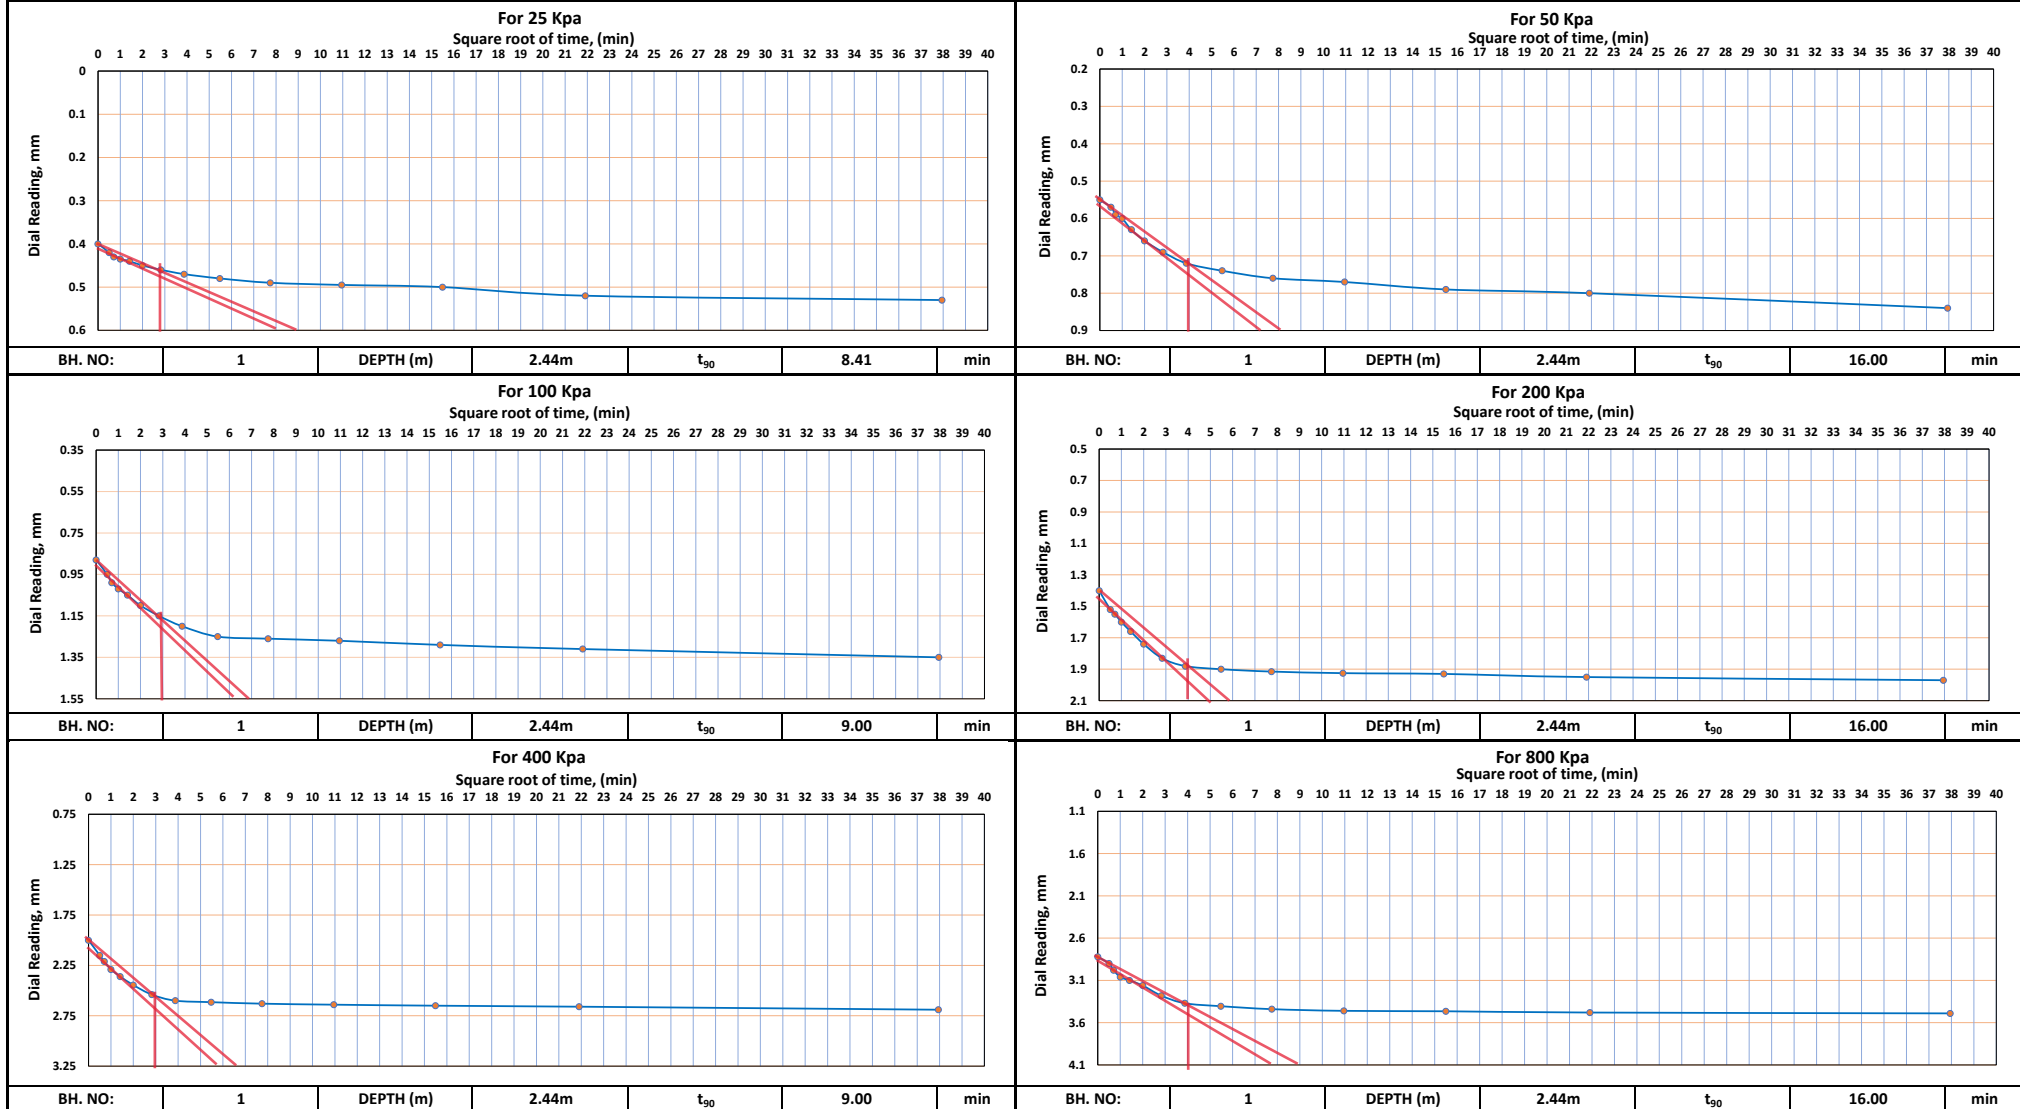 For 25 Kpa
Square root of time, (min)
0 1 2 3 4 5 6 7 8 9 10 11 12 13 14 15 16 17 18 19 20 21 22 23 24 25 26 27 28 29 30 31 32 33 34 35 36 37 38 39 40
0
0.1
0.2
0.3
0.4
0.5
0.6
Dial Reading, mm
BH. NO: 1 DEPTH (m) 2.44m t90 8.41 min
For 50 Kpa
Square root of time, (min)
0 1 2 3 4 5 6 7 8 9 10 11 12 13 14 15 16 17 18 19 20 21 22 23 24 25 26 27 28 29 30 31 32 33 34 35 36 37 38 39 40
0.2
0.3
0.4
0.5
0.6
0.7
0.8
0.9
Dial Reading, mm
BH. NO: 1 DEPTH (m) 2.44m t90 16.00 min
For 100 Kpa
Square root of time, (min)
0 1 2 3 4 5 6 7 8 9 10 11 12 13 14 15 16 17 18 19 20 21 22 23 24 25 26 27 28 29 30 31 32 33 34 35 36 37 38 39 40
0.35
0.55
0.75
0.95
1.15
1.35
1.55
Dial Reading, mm
BH. NO: 1 DEPTH (m) 2.44m t90 9.00 min
For 200 Kpa
Square root of time, (min)
0 1 2 3 4 5 6 7 8 9 10 11 12 13 14 15 16 17 18 19 20 21 22 23 24 25 26 27 28 29 30 31 32 33 34 35 36 37 38 39 40
0.5
0.7
0.9
1.1
1.3
1.5
1.7
1.9
2.1
Dial Reading, mm
BH. NO: 1 DEPTH (m) 2.44m t90 16.00 min
For 400 Kpa
Square root of time, (min)
0 1 2 3 4 5 6 7 8 9 10 11 12 13 14 15 16 17 18 19 20 21 22 23 24 25 26 27 28 29 30 31 32 33 34 35 36 37 38 39 40
0.75
1.25
1.75
2.25
2.75
3.25
Dial Reading, mm
BH. NO: 1 DEPTH (m) 2.44m t90 9.00 min
For 800 Kpa
Square root of time, (min)
0 1 2 3 4 5 6 7 8 9 10 11 12 13 14 15 16 17 18 19 20 21 22 23 24 25 26 27 28 29 30 31 32 33 34 35 36 37 38 39 40
1.1
1.6
2.1
2.6
3.1
3.6
4.1
Dial Reading, mm
BH. NO: 1 DEPTH (m) 2.44m t90 16.00 min